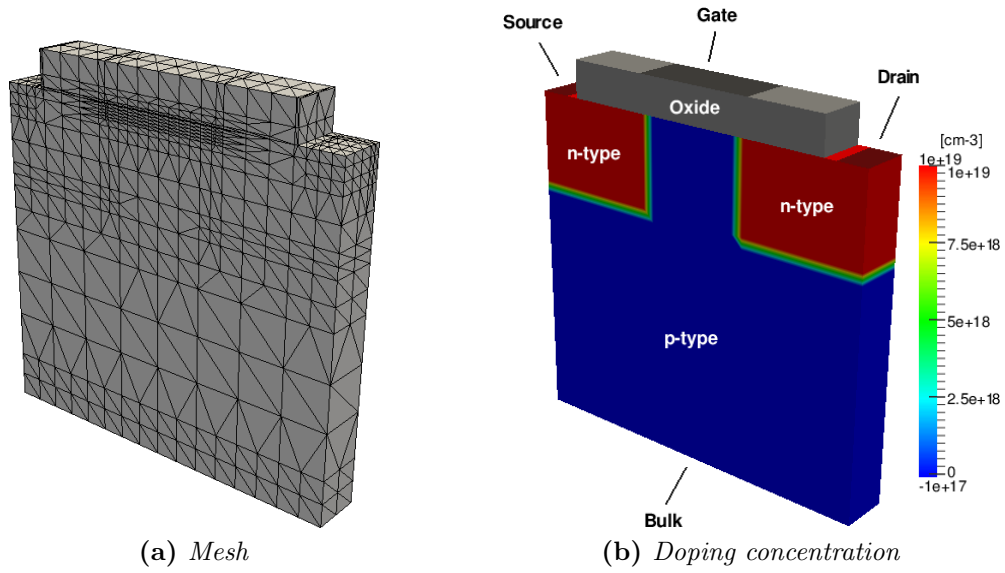 Source
Gate
Drain
Oxide
n-type
n-type
p-type
Bulk
[cm-3]
1e+19
1e+19
7.5e+18
5e+18
2.5e+18
0
-1e+17
(a) Mesh
(b) Doping concentration